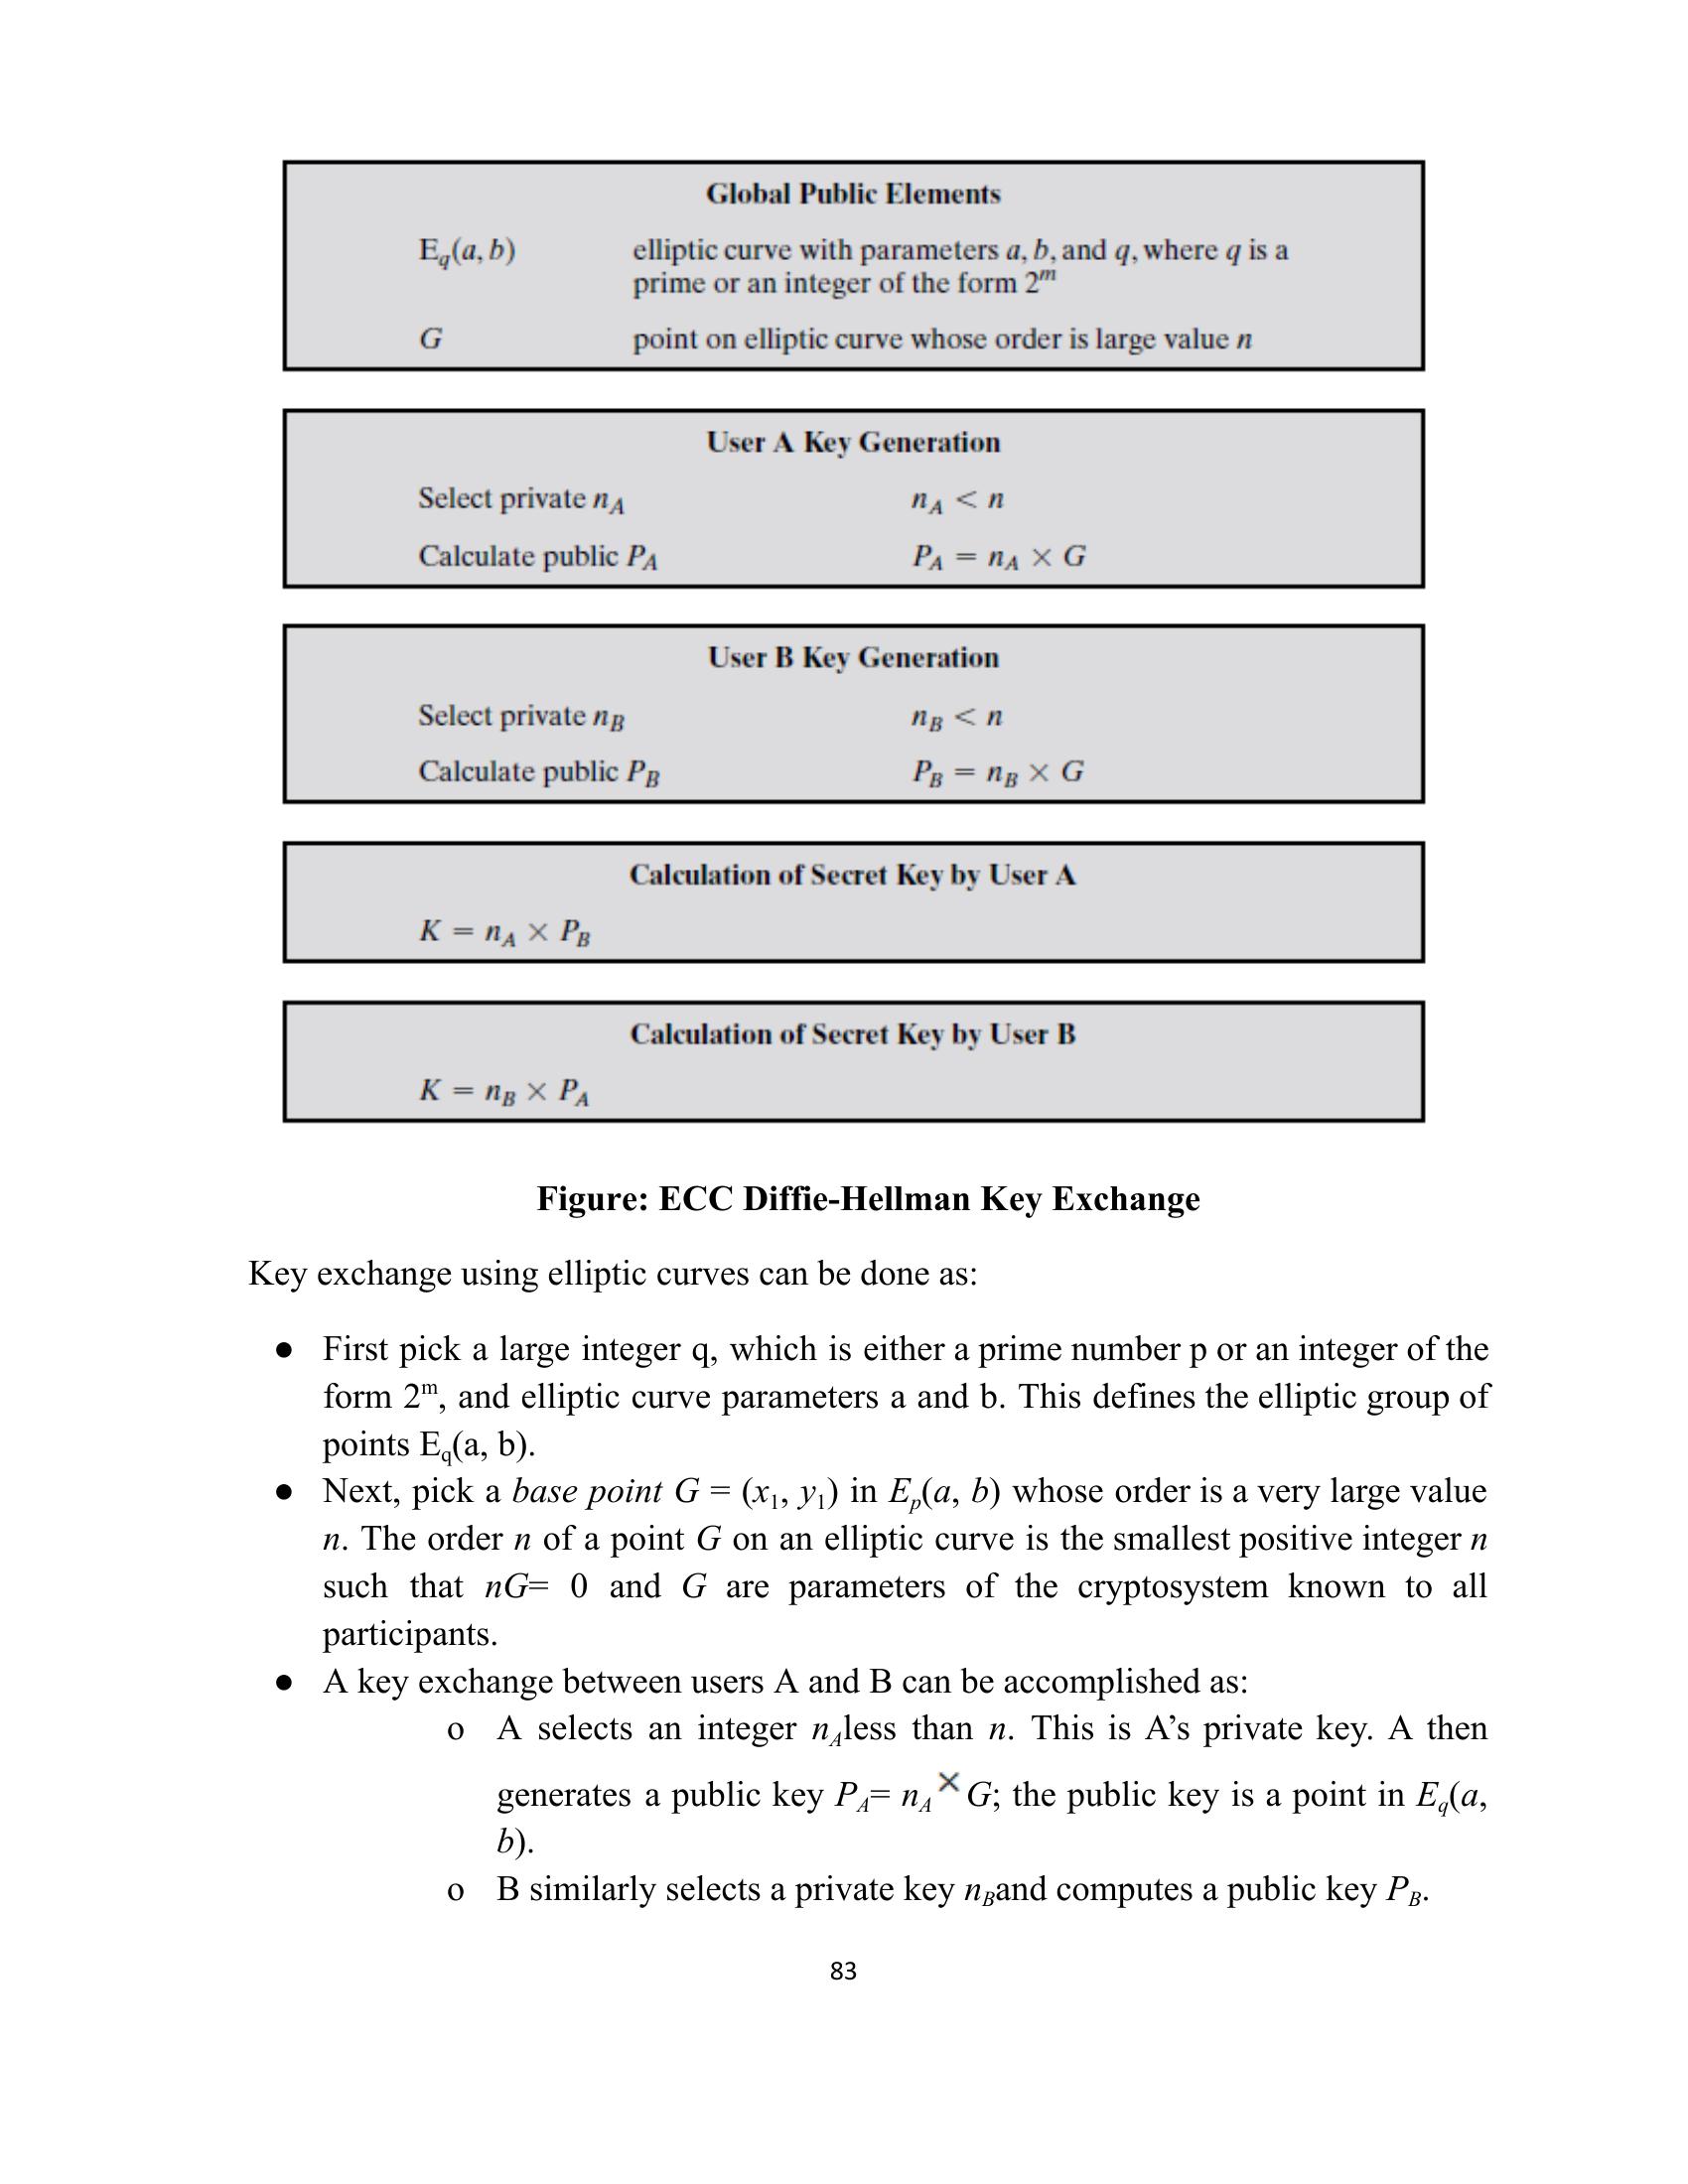 Global Public Elements
E_q(a, b) elliptic curve with parameters a, b, and q, where q is a
prime or an integer of the form 2^m
G point on elliptic curve whose order is large value n
User A Key Generation
Select private n_A n_A < n
Calculate public P_A P_A = n_A × G
User B Key Generation
Select private n_B n_B < n
Calculate public P_B P_B = n_B × G
Calculation of Secret Key by User A
K = n_A × P_B
Calculation of Secret Key by User B
K = n_B × P_A
Figure: ECC Diffie-Hellman Key Exchange
Key exchange using elliptic curves can be done as:
● First pick a large integer q, which is either a prime number p or an integer of the
form 2^m, and elliptic curve parameters a and b. This defines the elliptic group of
points E_q(a, b).
● Next, pick a base point G = (x_1, y_1) in E_p(a, b) whose order is a very large value
n. The order n of a point G on an elliptic curve is the smallest positive integer n
such that nG= 0 and G are parameters of the cryptosystem known to all
participants.
● A key exchange between users A and B can be accomplished as:
o A selects an integer n_A less than n. This is A’s private key. A then
generates a public key P_A= n_A × G; the public key is a point in E_q(a,
b).
o B similarly selects a private key n_B and computes a public key P_B.
83